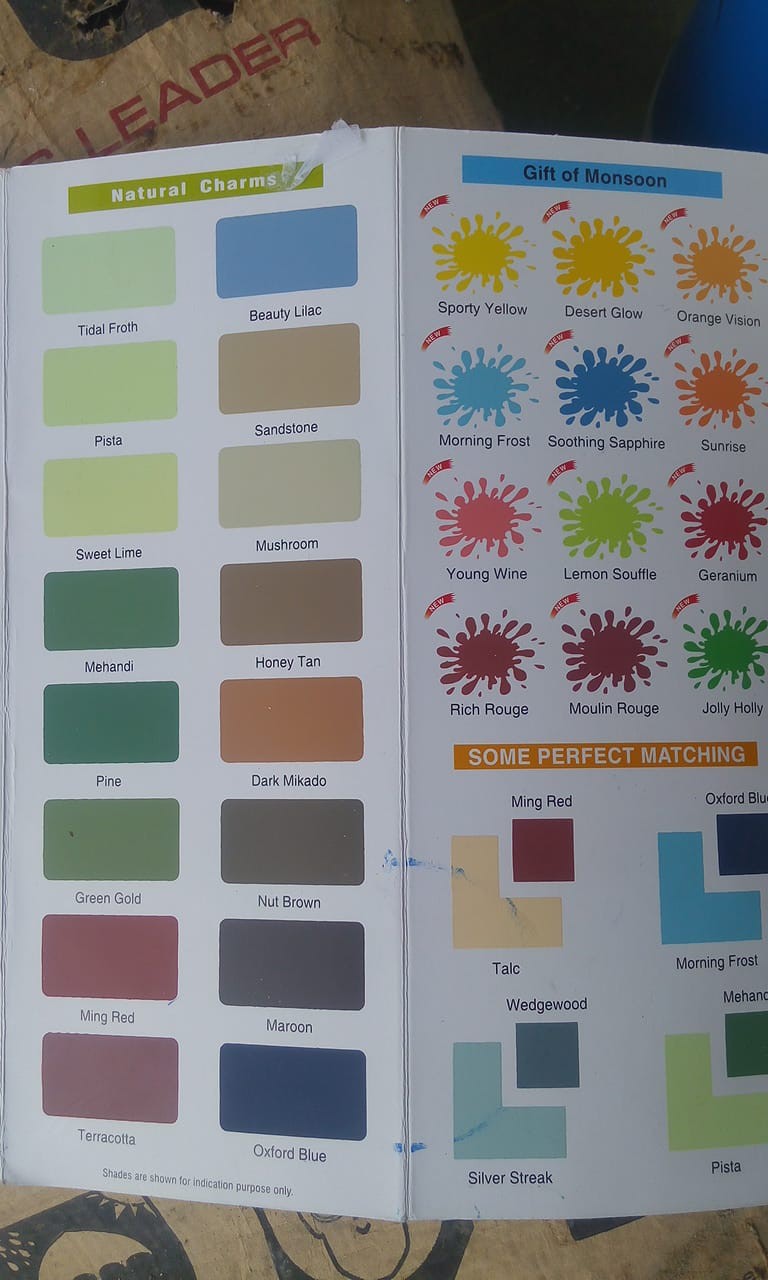 LEADER
Natural Charms
Tidal Froth
Beauty Lilac
Pista
Sandstone
Sweet Lime
Mushroom
Mehandi
Honey Tan
Pine
Dark Mikado
Green Gold
Nut Brown
Ming Red
Maroon
Terracotta
Oxford Blue
Shades are shown for indication purpose only.
Gift of Monsoon
NEW
NEW
NEW
Sporty Yellow
Desert Glow
Orange Vision
NEW
NEW
NEW
Morning Frost
Soothing Sapphire
Sunrise
NEW
NEW
NEW
Young Wine
Lemon Souffle
Geranium
NEW
NEW
NEW
Rich Rouge
Moulin Rouge
Jolly Holly
SOME PERFECT MATCHING
Ming Red
Oxford Blu
Talc
Morning Frost
Wedgewood
Mehand
Silver Streak
Pista